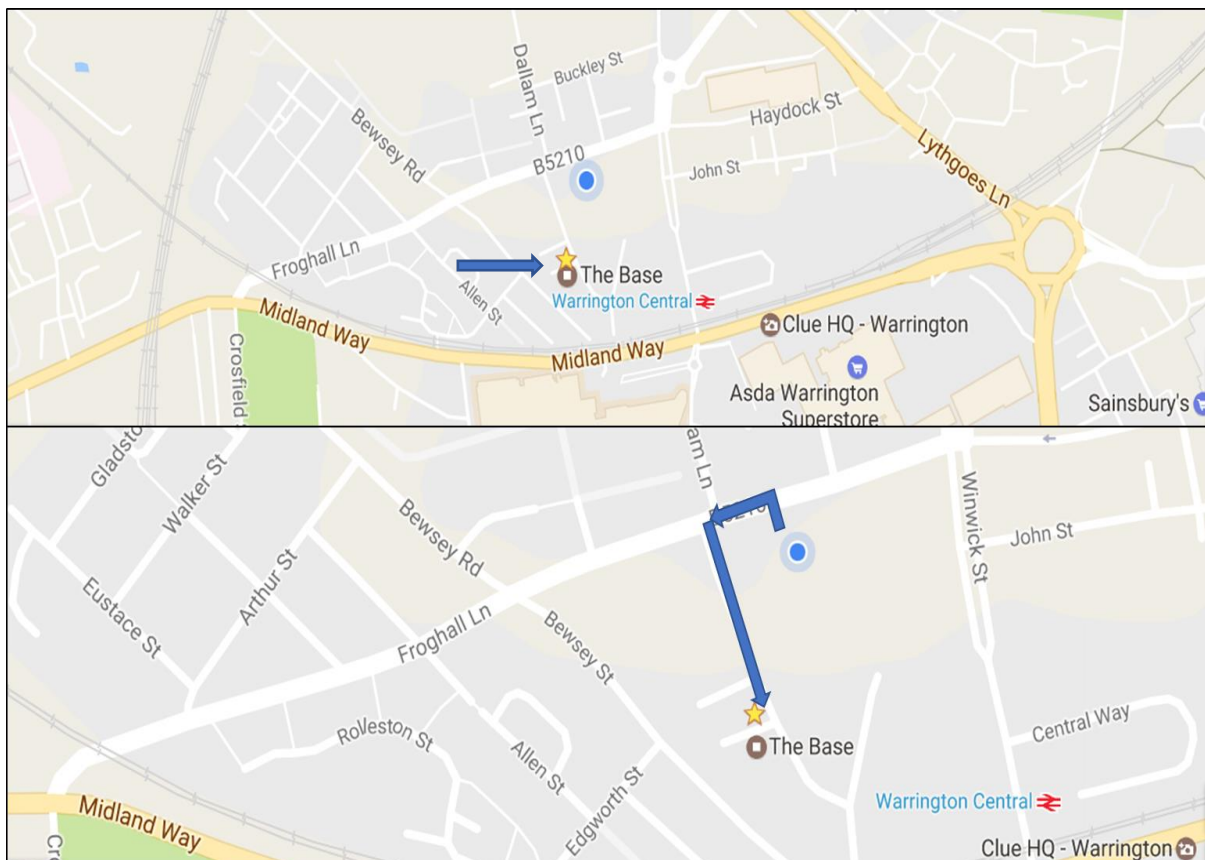 Dallam Ln
Buckley St
Bewsey Rd
Haydock St
B5210
Lythgoes Ln
John St
Froghall Ln
The Base
Allen St
Warrington Central
Midland Way
Clue HQ - Warrington
Midland Way
Crosfield s
Asda Warrington
Superstore
Sainsbury's
Gladsto
am Ln
Walker St
Bewsey Rd
B5210
Winwick St
John St
Arthur St
Eustace St
Froghall Ln
Bewsey St
Rolleston St
Allen St
Central Way
The Base
Edgworth St
Warrington Central
Midland Way
Cro
Clue HQ - Warrington